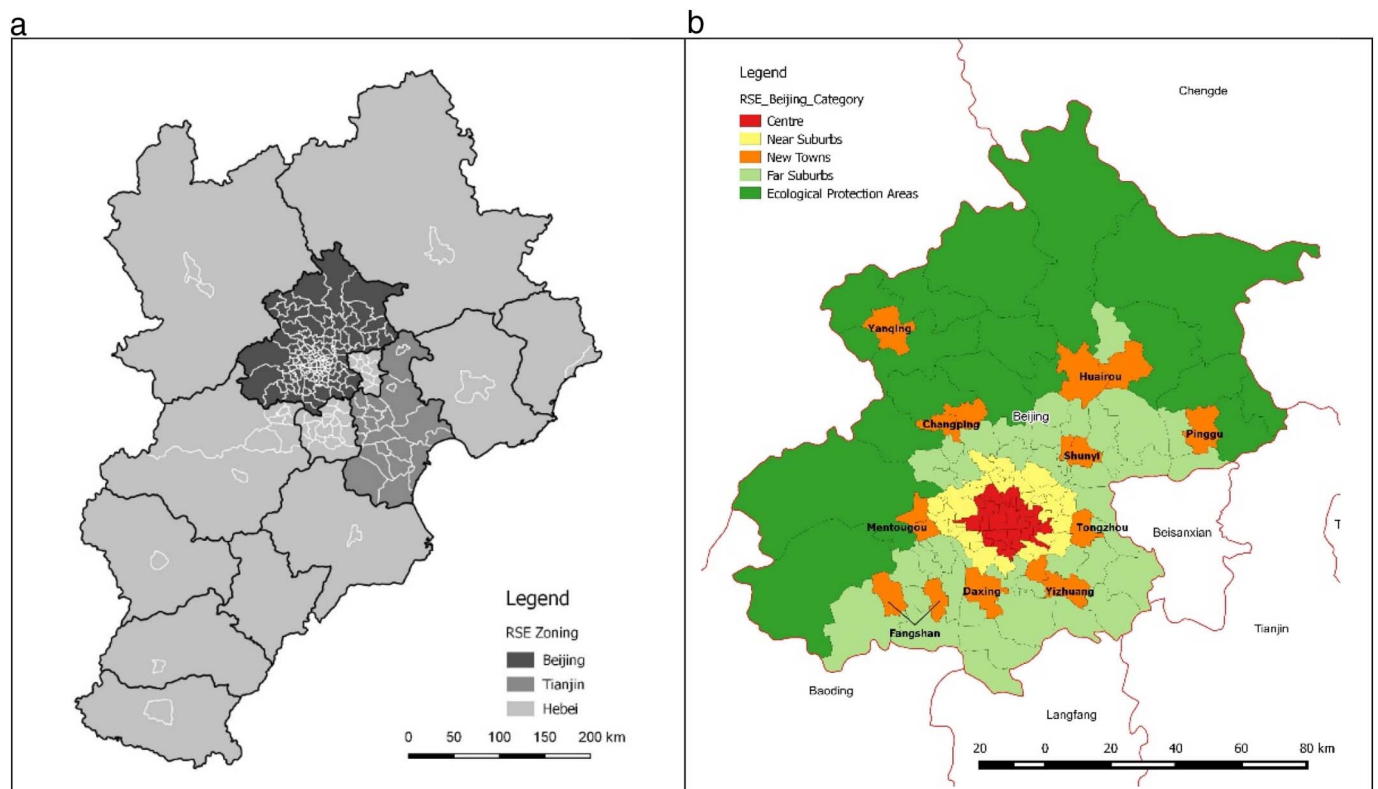 a
Legend
RSE Zoning
Beijing
Tianjin
Hebei
0 50 100 150 200 km
b
Legend
RSE_Beijing_Category
Centre
Near Suburbs
New Towns
Far Suburbs
Ecological Protection Areas
Chengde
Yanqing
Huairou
Changping
Beijing
Pinggu
Shunyi
Mentougou
Tongzhou
Beisanxian
T
Daxing
Yizhuang
Fangshan
Tianjin
Baoding
Langfang
20 0 20 40 60 80 km